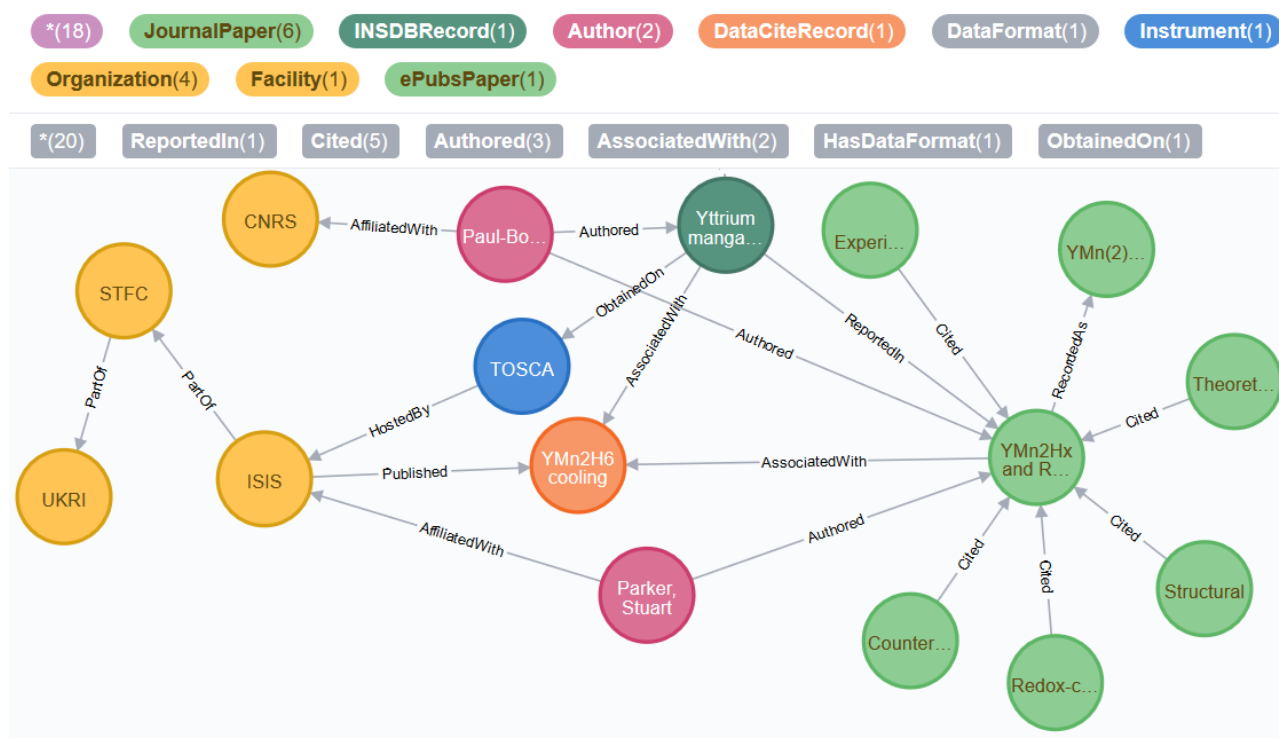 *(18) JournalPaper(6) INSDBRecord(1) Author(2) DataCiteRecord(1) DataFormat(1) Instrument(1)
Organization(4) Facility(1) ePubsPaper(1)
*(20) ReportedIn(1) Cited(5) Authored(3) AssociatedWith(2) HasDataFormat(1) ObtainedOn(1)
CNRS
AffiliatedWith
Paul-Bo...
Authored
Yttrium
manga...
Experi...
YMn(2)...
STFC
ObtainedOn
AssociatedWith
ReportedIn
Cited
Authored
RecordedAs
TOSCA
Theoret...
PartOf
PartOf
HostedBy
Cited
YMn2H6
cooling
AssociatedWith
YMn2Hx
and R...
UKRI
ISIS
Published
AffiliatedWith
Authored
Cited
Cited
Cited
Parker,
Stuart
Structural
Counter...
Redox-c...